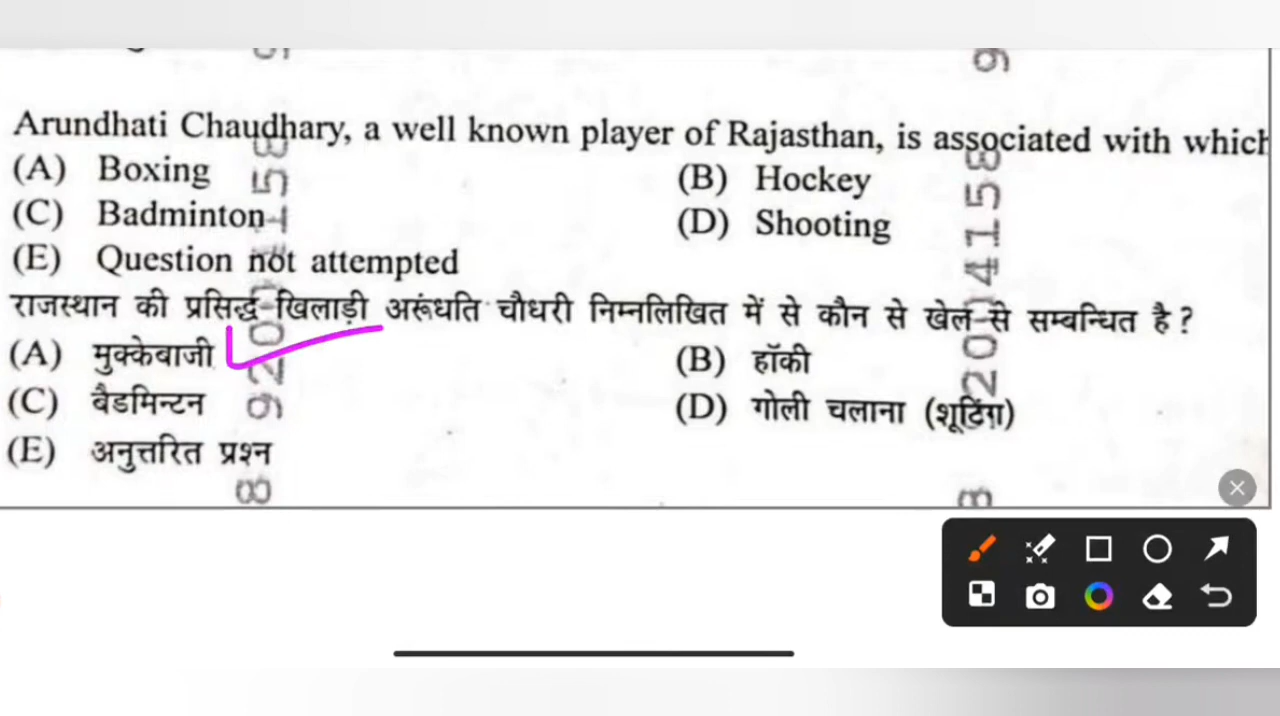 Arundhati Chaudhary, a well known player of Rajasthan, is associated with which
(A) Boxing (B) Hockey
(C) Badminton (D) Shooting
(E) Question not attempted
राजस्थान की प्रसिद्ध खिलाड़ी अरूंधति चौधरी निम्नलिखित में से कौन से खेल से सम्बन्धित है ?
(A) मुक्केबाजी (B) हॉकी
(C) बैडमिन्टन (D) गोली चलाना (शूटिंग)
(E) अनुत्तरित प्रश्न